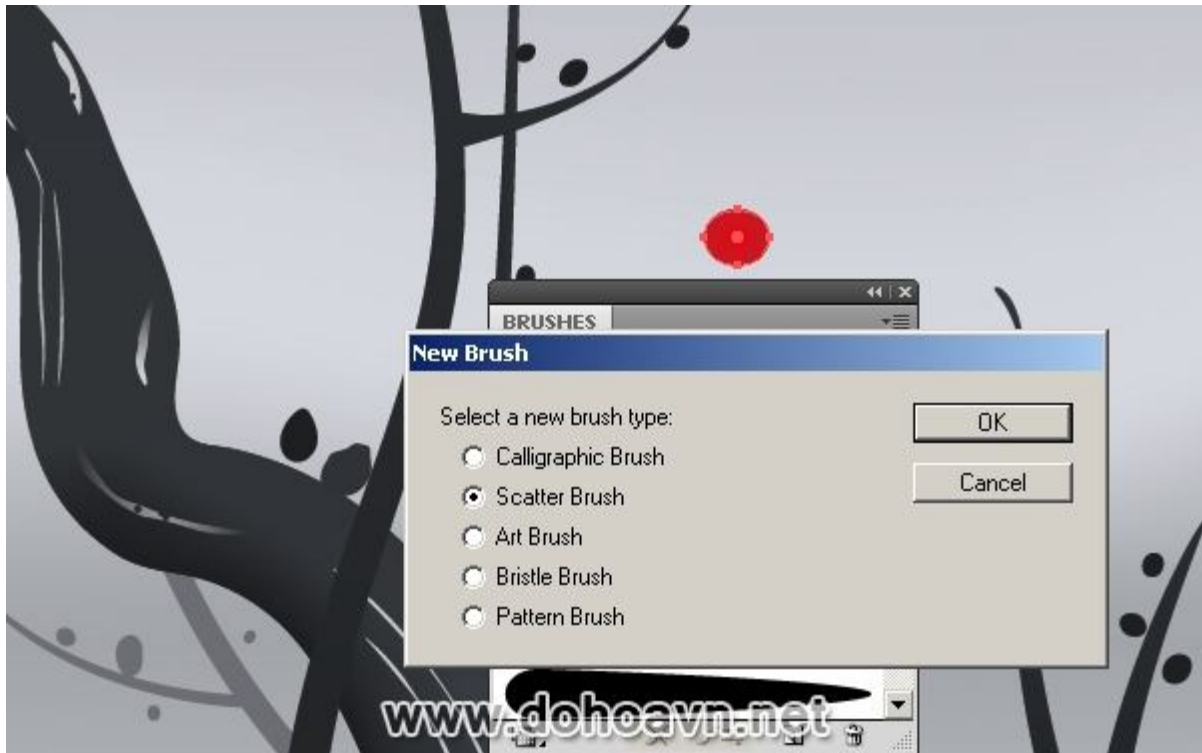 BRUSHES
New Brush
Select a new brush type:
OK
Calligraphic Brush
Cancel
Scatter Brush
Art Brush
Bristle Brush
Pattern Brush
www.dohoavn.net